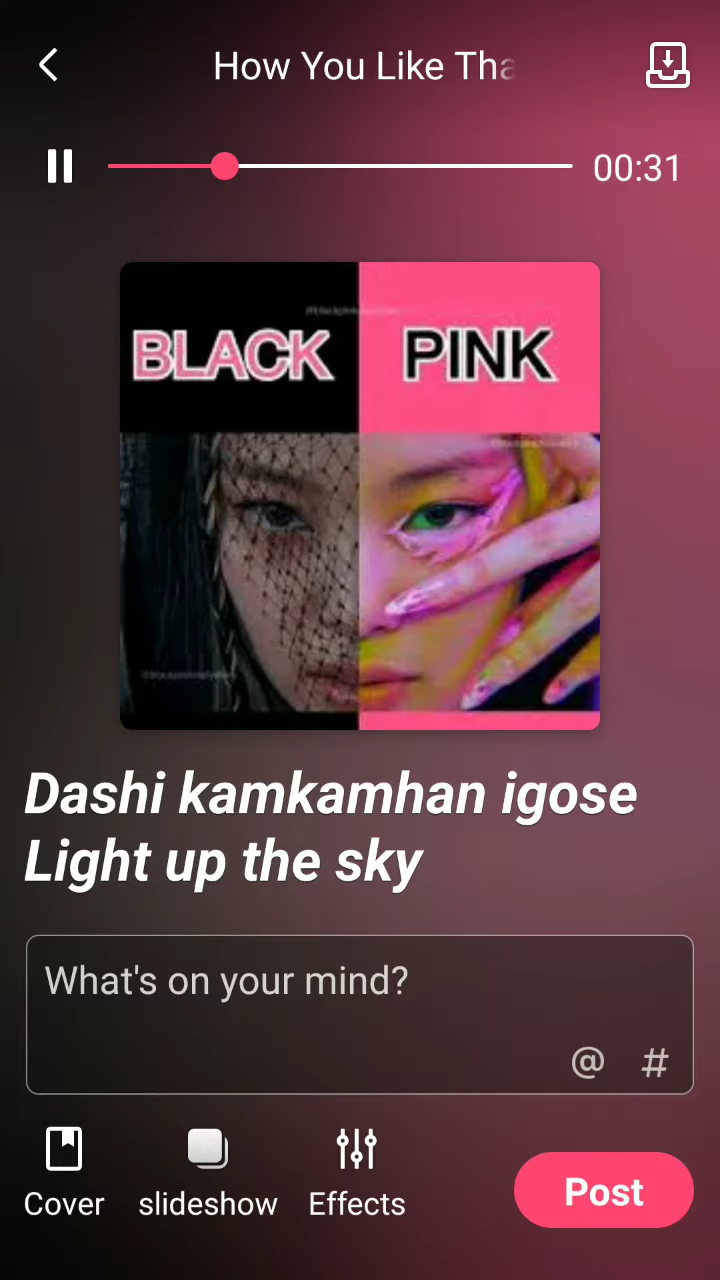 How You Like Tha
00:31
BLACK PINK
Dashi kamkamhan igose
Light up the sky
What's on your mind?
@ #
Cover slideshow Effects
Post